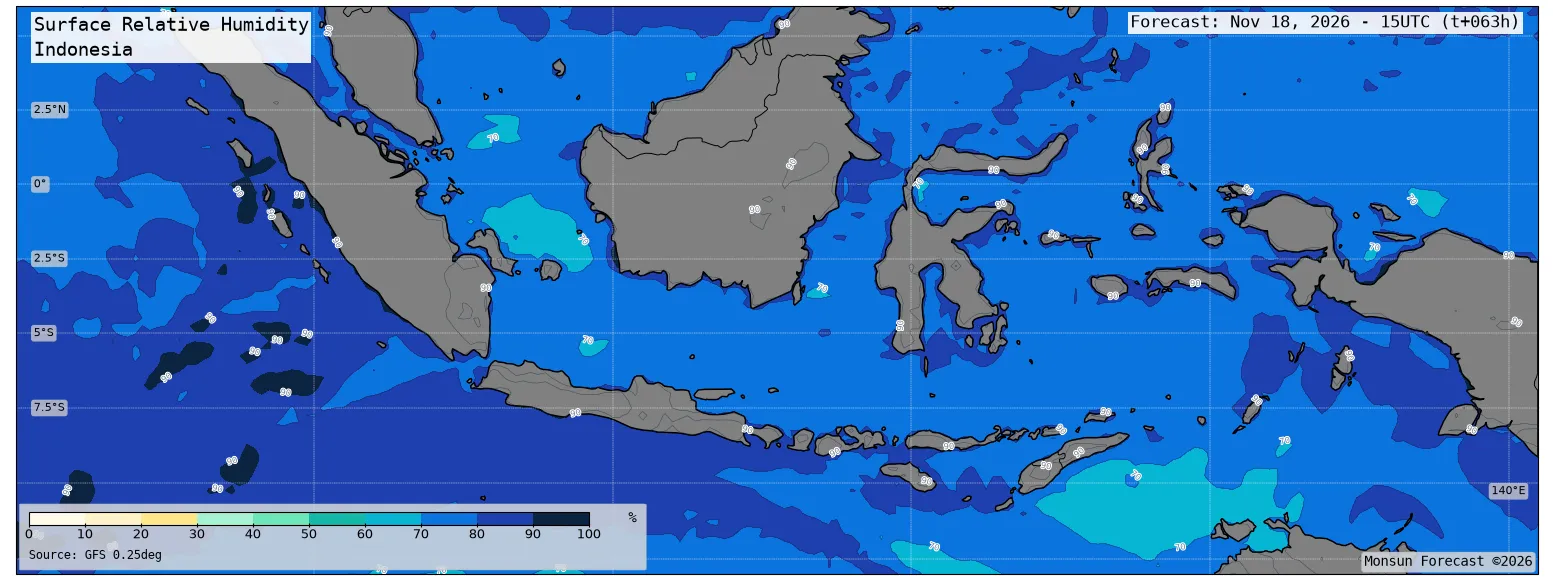 Surface Relative Humidity
Indonesia
Forecast: Nov 18, 2026 - 15UTC (t+063h)
2.5°N
0°
2.5°S
5°S
7.5°S
140°E
0 10 20 30 40 50 60 70 80 90 100
%
Source: GFS 0.25deg
Monsun Forecast ©2026